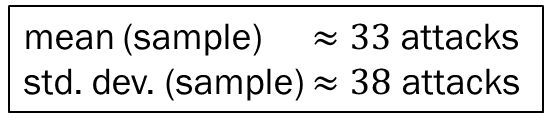 mean (sample) ≈ 33 attacks
std. dev. (sample) ≈ 38 attacks